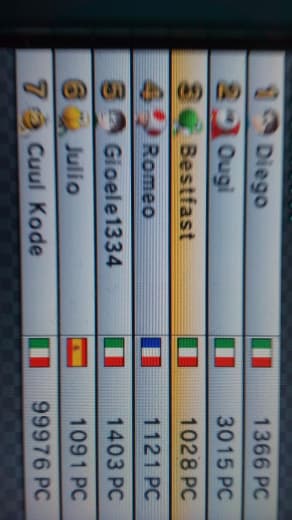 1 Diego 1366 PC
2 Ougi 3015 PC
3 Bestfast 1028 PC
4 Romeo 1121 PC
5 Gioele1334 1403 PC
6 Julio 1091 PC
7 Cuul Kode 99976 PC